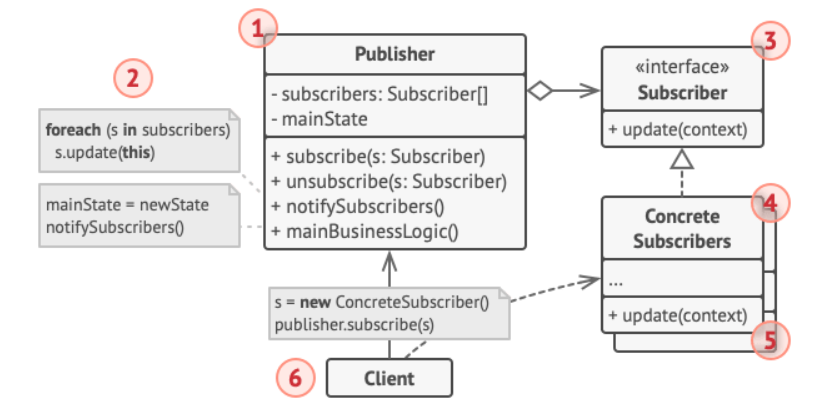 1
Publisher
- subscribers: Subscriber[]
- mainState
+ subscribe(s: Subscriber)
+ unsubscribe(s: Subscriber)
+ notifySubscribers()
+ mainBusinessLogic()
2
foreach (s in subscribers)
s.update(this)
mainState = newState
notifySubscribers()
3
«interface»
Subscriber
+ update(context)
4
Concrete
Subscribers
...
+ update(context)
5
s = new ConcreteSubscriber()
publisher.subscribe(s)
6
Client